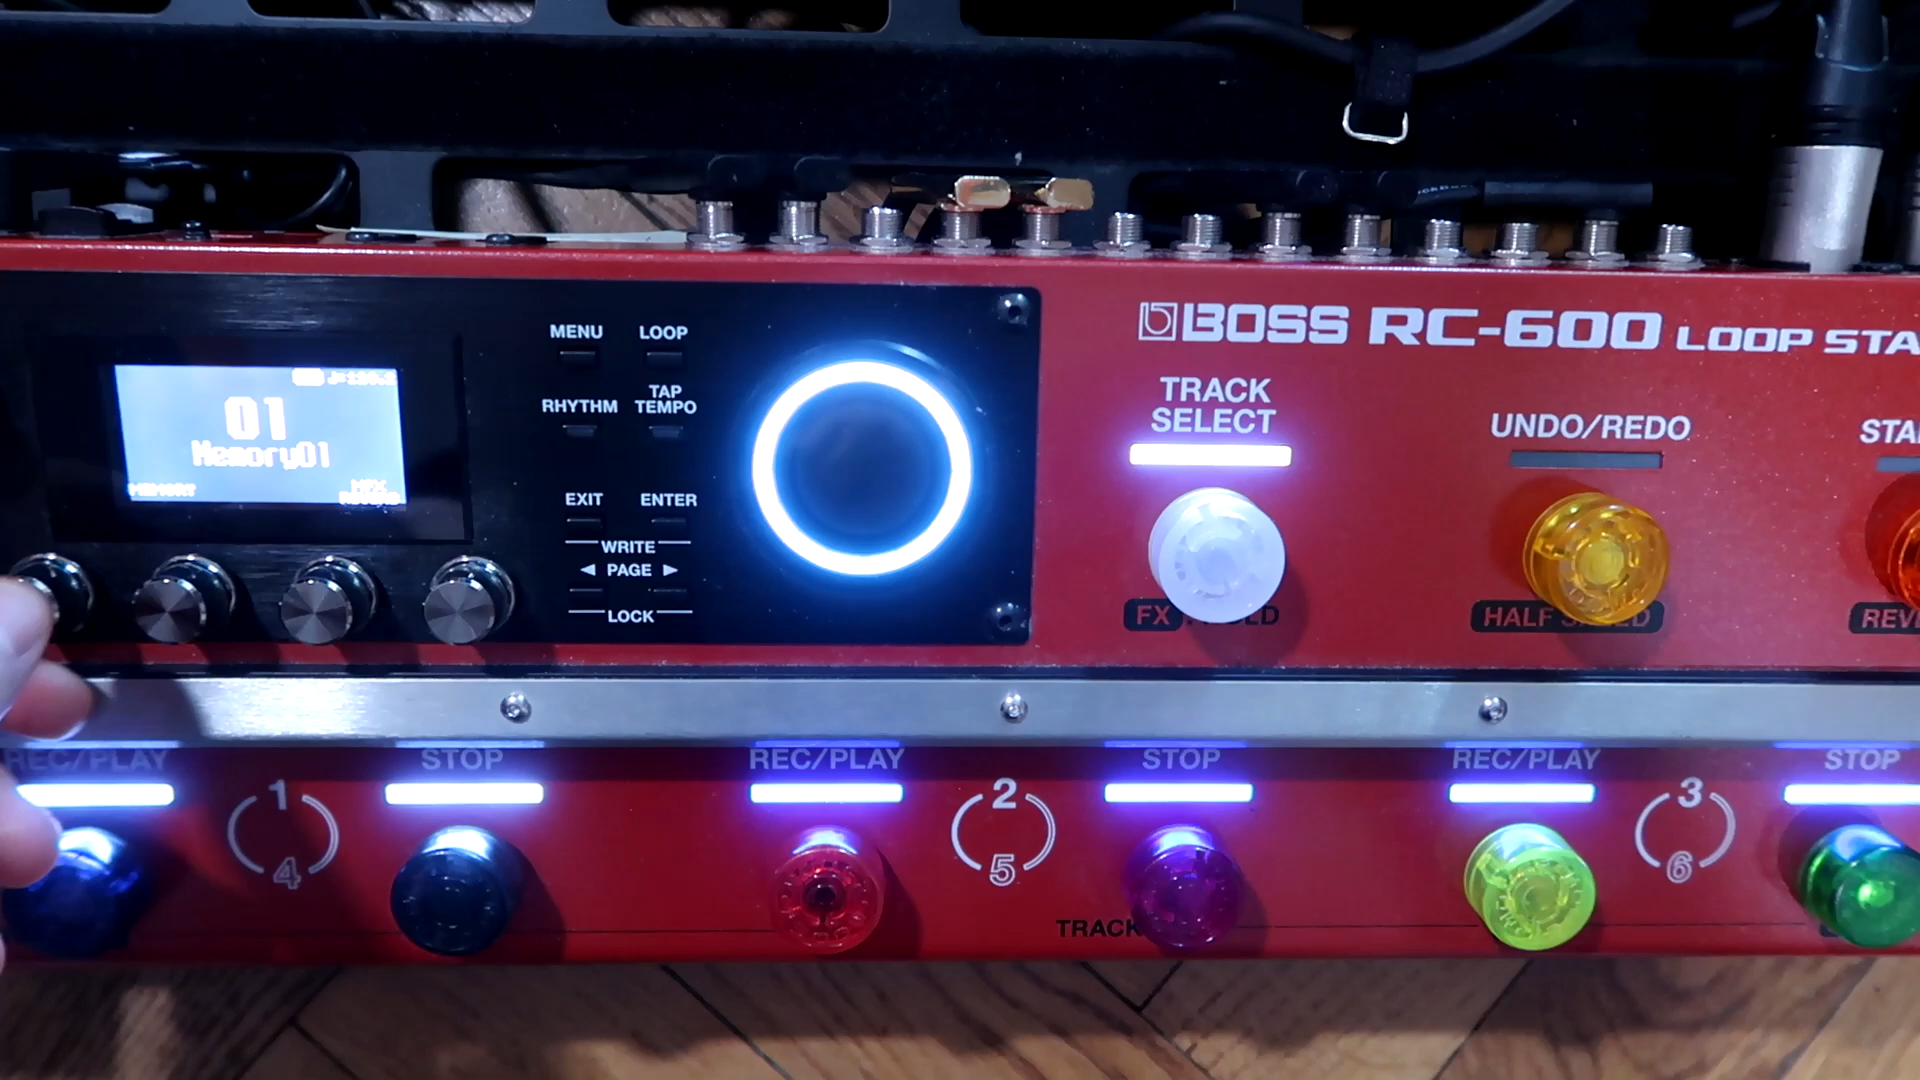 BOSS RC-600 LOOP STA
MENU LOOP
RHYTHM TAP TEMPO
EXIT ENTER
WRITE
◀ PAGE ▶
LOCK
01
Memory01
MEMORY
TRACK
SELECT
UNDO/REDO
STA
FX
HALF
REV
REC/PLAY STOP REC/PLAY STOP REC/PLAY STOP
1 2 3
4 5 6
TRACK